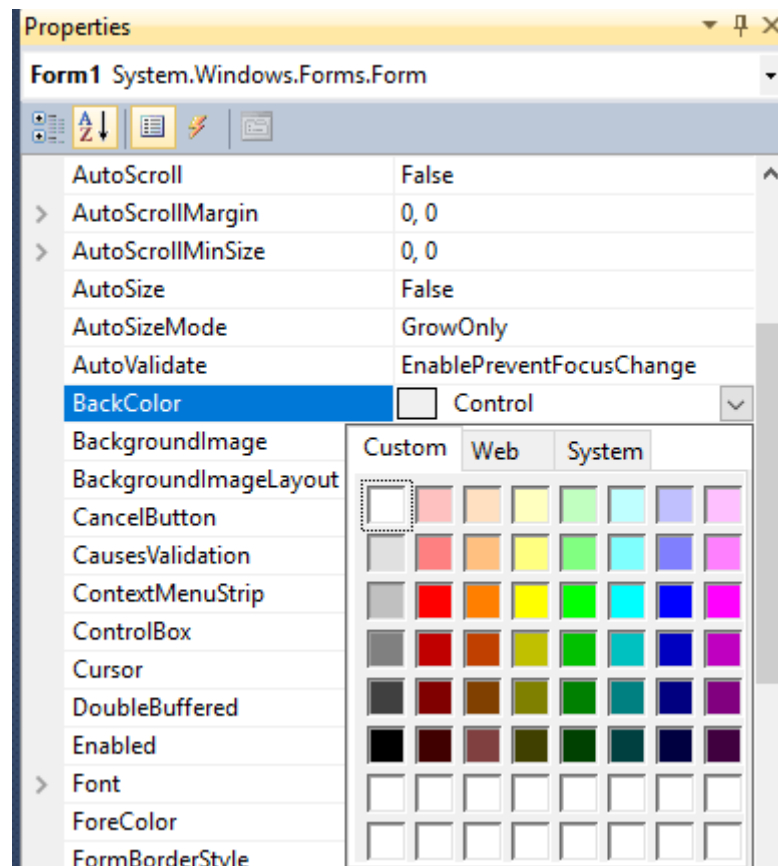 Properties
Form1 System.Windows.Forms.Form
A
Z
AutoScroll False
AutoScrollMargin 0, 0
AutoScrollMinSize 0, 0
AutoSize False
AutoSizeMode GrowOnly
AutoValidate EnablePreventFocusChange
BackColor Control
BackgroundImage Custom Web System
BackgroundImageLayout
CancelButton
CausesValidation
ContextMenuStrip
ControlBox
Cursor
DoubleBuffered
Enabled
Font
ForeColor
FormBorderStyle